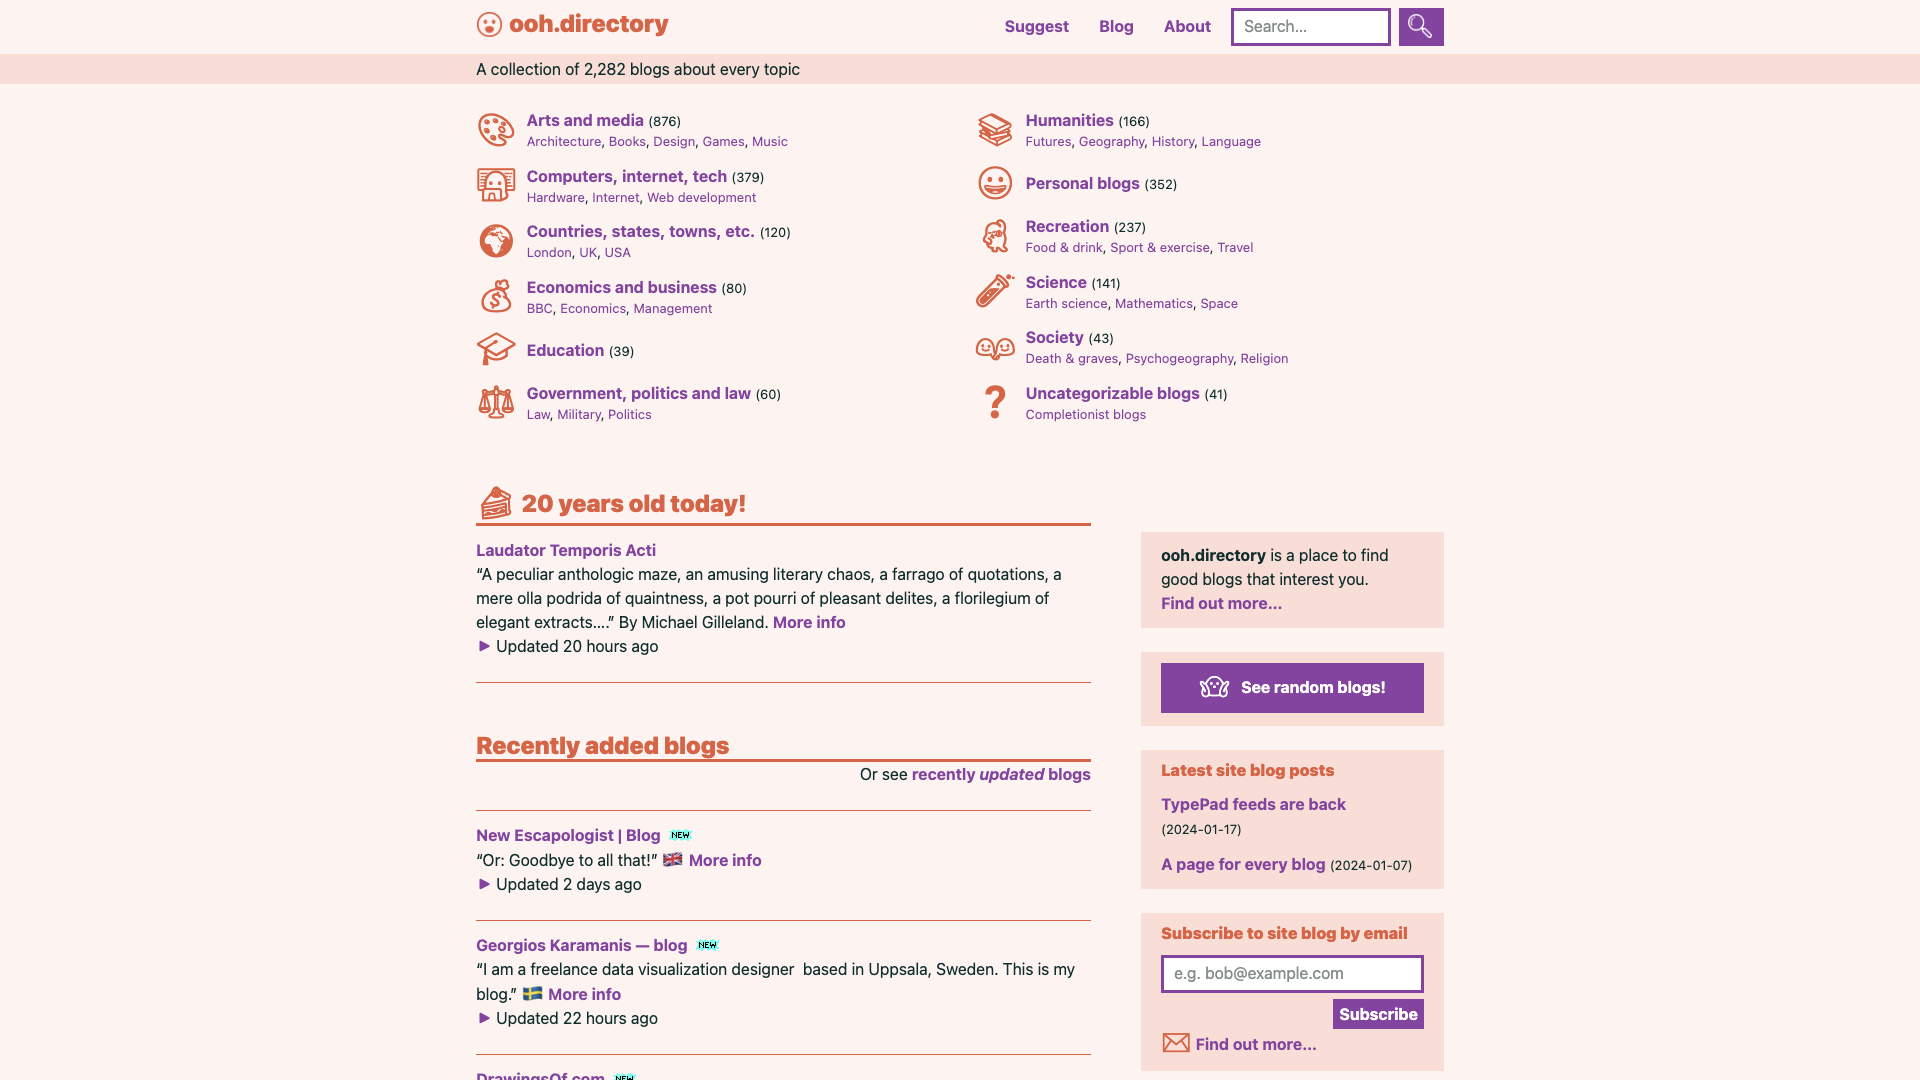 ooh.directory
Suggest
Blog
About
Search...
A collection of 2,282 blogs about every topic
Arts and media (876)
Architecture, Books, Design, Games, Music
Computers, internet, tech (379)
Hardware, Internet, Web development
Countries, states, towns, etc. (120)
London, UK, USA
Economics and business (80)
BBC, Economics, Management
Education (39)
Government, politics and law (60)
Law, Military, Politics
Humanities (166)
Futures, Geography, History, Language
Personal blogs (352)
Recreation (237)
Food & drink, Sport & exercise, Travel
Science (141)
Earth science, Mathematics, Space
Society (43)
Death & graves, Psychogeography, Religion
Uncategorizable blogs (41)
Completionist blogs
20 years old today!
Laudator Temporis Acti
“A peculiar anthologic maze, an amusing literary chaos, a farrago of quotations, a
mere olla podrida of quaintness, a pot pourri of pleasant delites, a florilegium of
elegant extracts....” By Michael Gilleland. More info
Updated 20 hours ago
Recently added blogs
Or see recently updated blogs
New Escapologist | Blog NEW
“Or: Goodbye to all that!” More info
Updated 2 days ago
Georgios Karamanis — blog NEW
“I am a freelance data visualization designer based in Uppsala, Sweden. This is my
blog.” More info
Updated 22 hours ago
DrawingsOf.com NEW
ooh.directory is a place to find
good blogs that interest you.
Find out more...
See random blogs!
Latest site blog posts
TypePad feeds are back
(2024-01-17)
A page for every blog (2024-01-07)
Subscribe to site blog by email
e.g. bob@example.com
Subscribe
Find out more...